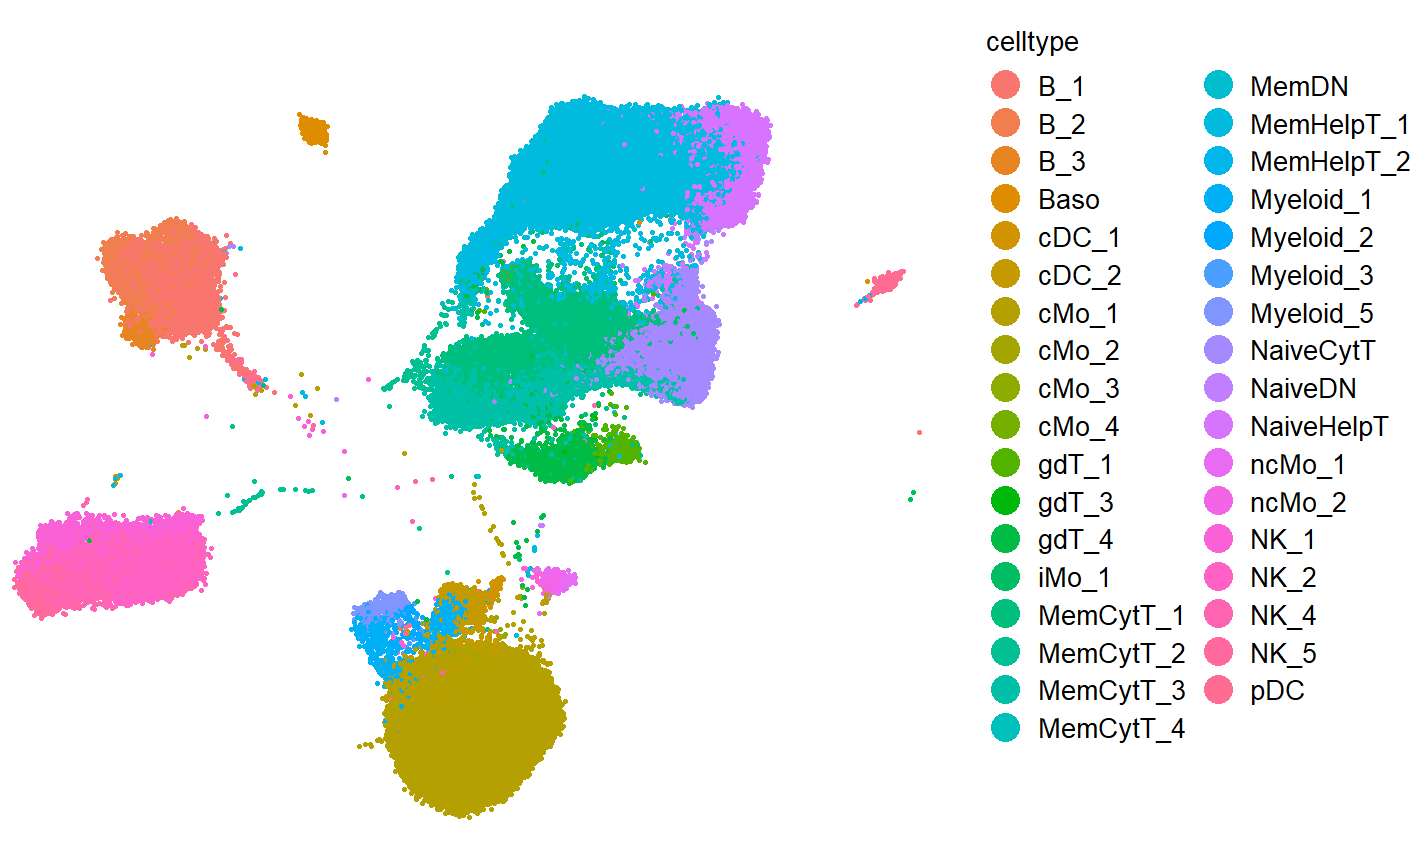 celltype
B_1
B_2
B_3
Baso
cDC_1
cDC_2
cMo_1
cMo_2
cMo_3
cMo_4
gdT_1
gdT_3
gdT_4
iMo_1
MemCytT_1
MemCytT_2
MemCytT_3
MemCytT_4
MemDN
MemHelpT_1
MemHelpT_2
Myeloid_1
Myeloid_2
Myeloid_3
Myeloid_5
NaiveCytT
NaiveDN
NaiveHelpT
ncMo_1
ncMo_2
NK_1
NK_2
NK_4
NK_5
pDC